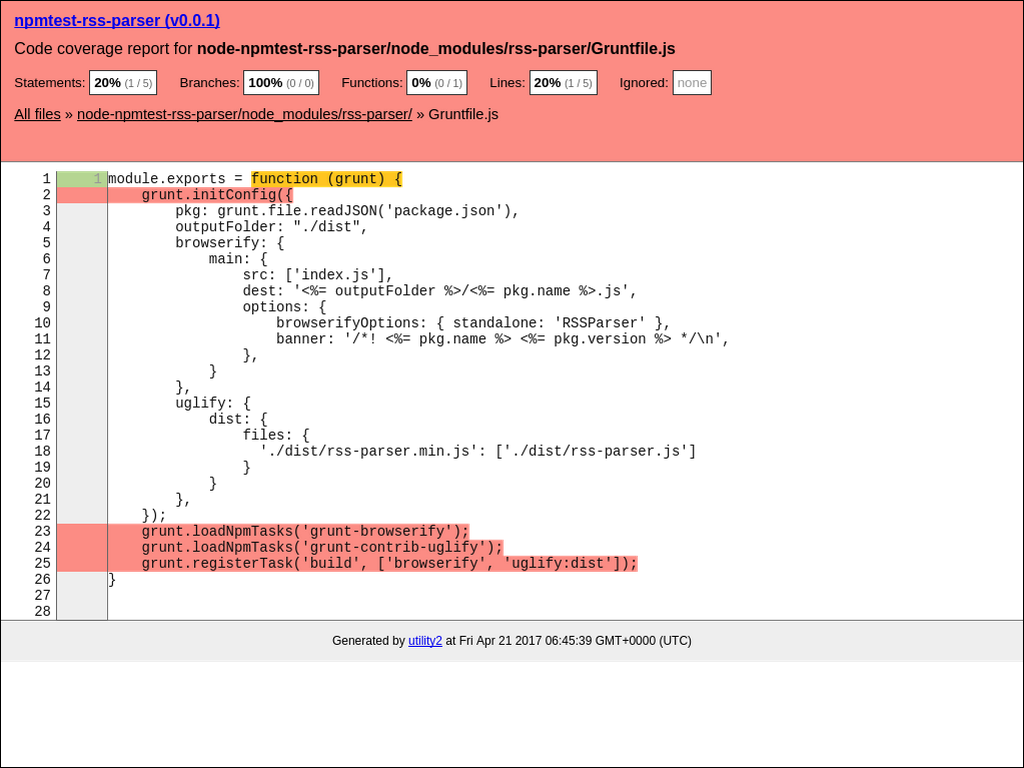 npmtest-rss-parser (v0.0.1)
Code coverage report for node-npmtest-rss-parser/node_modules/rss-parser/Gruntfile.js
Statements: 20% (1 / 5) Branches: 100% (0 / 0) Functions: 0% (0 / 1) Lines: 20% (1 / 5) Ignored: none
All files » node-npmtest-rss-parser/node_modules/rss-parser/ » Gruntfile.js
1 1 module.exports = function (grunt) {
2     grunt.initConfig({
3         pkg: grunt.file.readJSON('package.json'),
4         outputFolder: "./dist",
5         browserify: {
6             main: {
7                 src: ['index.js'],
8                 dest: '<%= outputFolder %>/<%= pkg.name %>.js',
9                 options: {
10                     browserifyOptions: { standalone: 'RSSParser' },
11                     banner: '/*! <%= pkg.name %> <%= pkg.version %> */\n',
12                 },
13             }
14         },
15         uglify: {
16             dist: {
17                 files: {
18                   './dist/rss-parser.min.js': ['./dist/rss-parser.js']
19                 }
20             }
21         },
22     });
23     grunt.loadNpmTasks('grunt-browserify');
24     grunt.loadNpmTasks('grunt-contrib-uglify');
25     grunt.registerTask('build', ['browserify', 'uglify:dist']);
26 }
27
28
Generated by utility2 at Fri Apr 21 2017 06:45:39 GMT+0000 (UTC)